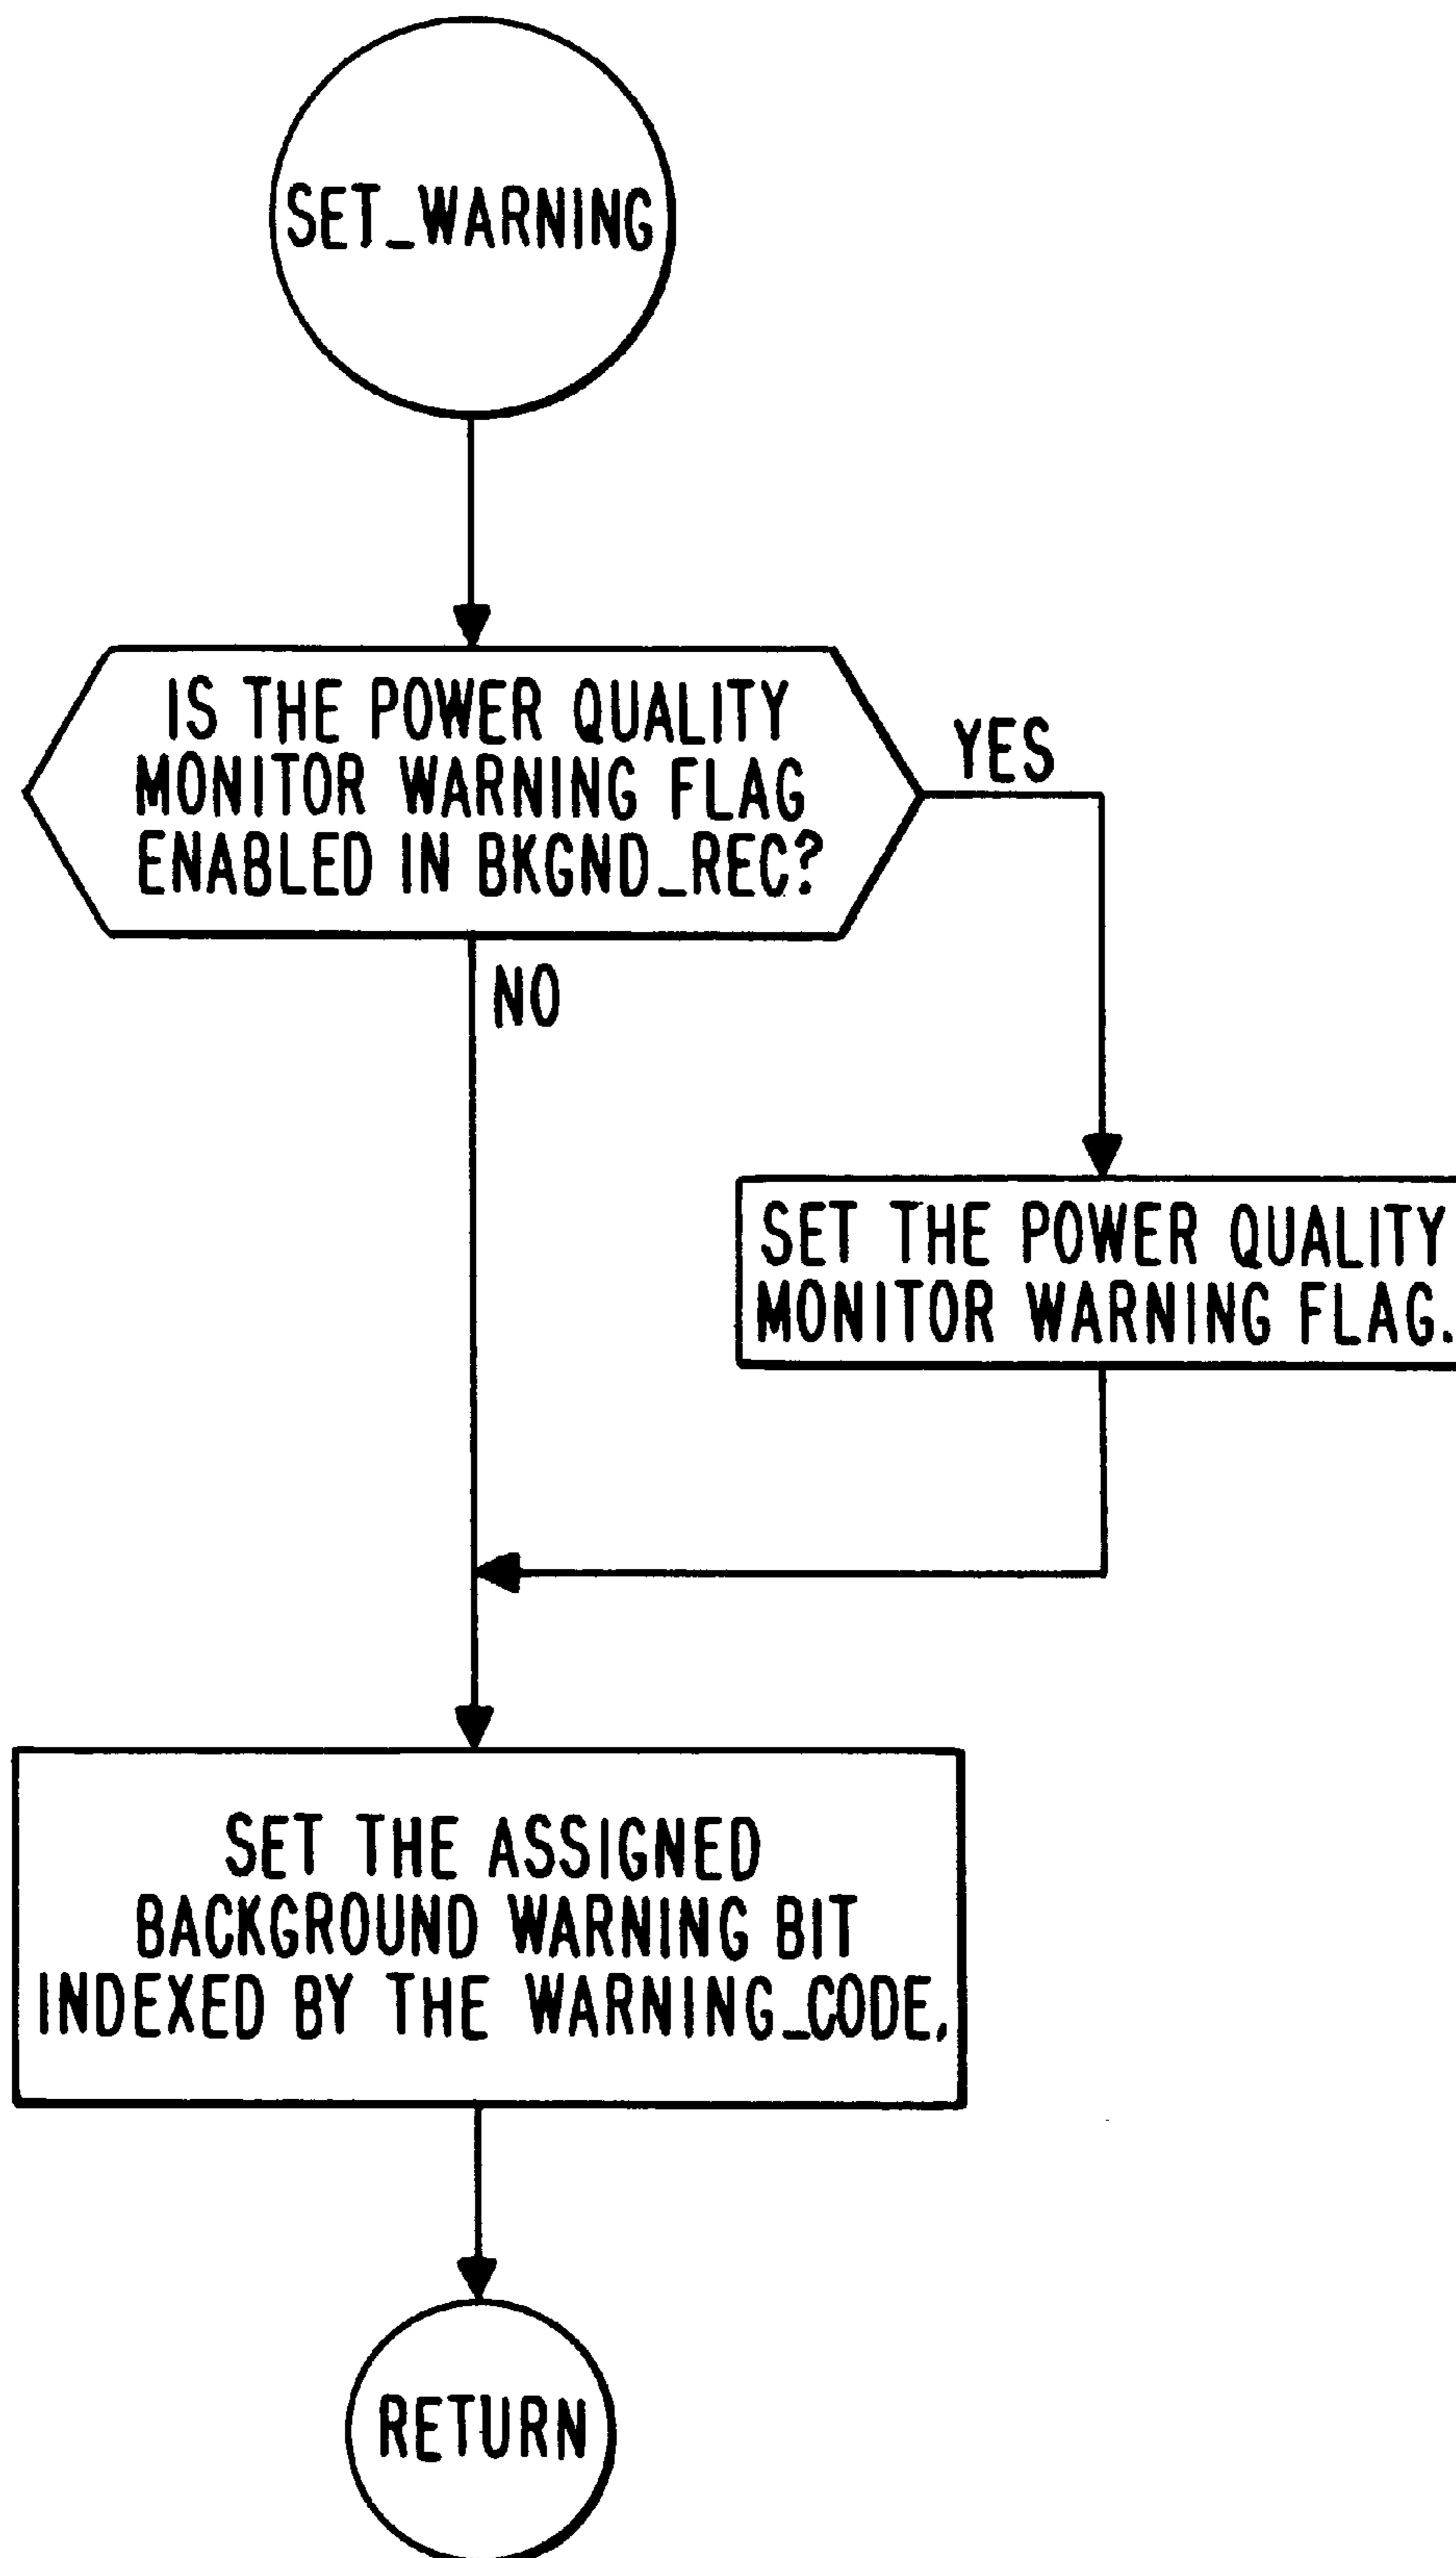 SET_WARNING
IS THE POWER QUALITY
MONITOR WARNING FLAG
ENABLED IN BKGND_REC?
YES
NO
SET THE POWER QUALITY
MONITOR WARNING FLAG.
SET THE ASSIGNED
BACKGROUND WARNING BIT
INDEXED BY THE WARNING_CODE.
RETURN